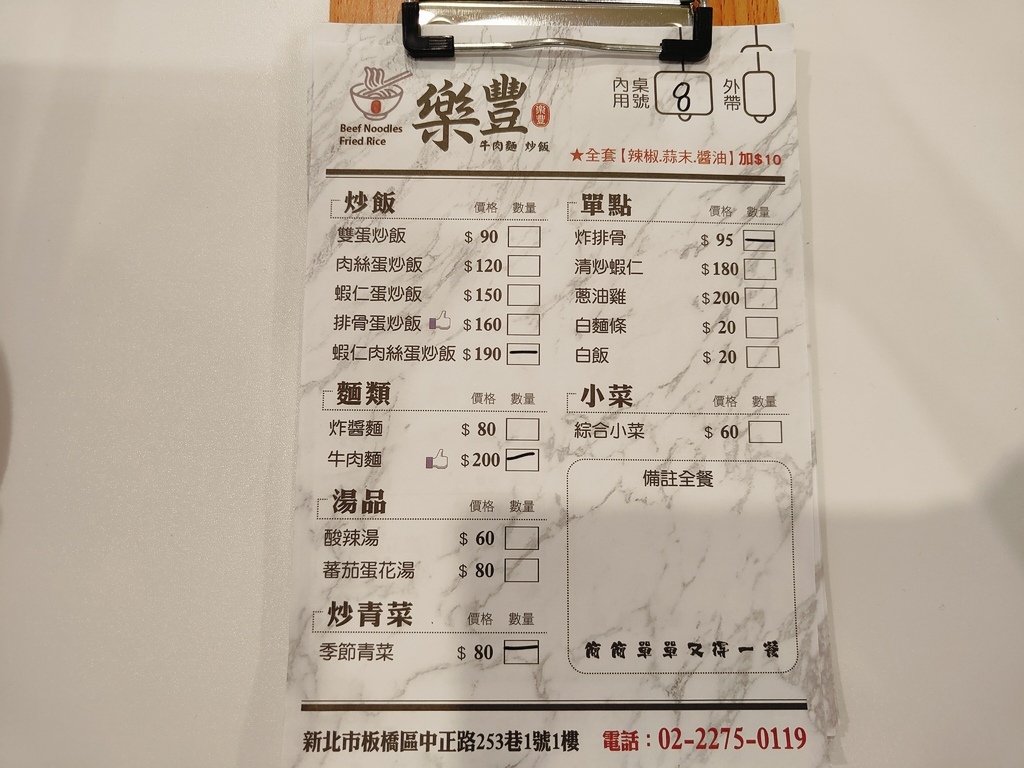 Beef Noodles
Fried Rice
樂豐
樂豐
牛肉麵 炒飯
內用 桌號 8 外帶
★全套【辣椒.蒜末.醬油】加$10
炒飯 價格 數量
雙蛋炒飯 $ 90
肉絲蛋炒飯 $120
蝦仁蛋炒飯 $150
排骨蛋炒飯 $160
蝦仁肉絲蛋炒飯 $190 一
麵類 價格 數量
炸醬麵 $ 80
牛肉麵 $200 一
湯品 價格 數量
酸辣湯 $ 60
蕃茄蛋花湯 $ 80
炒青菜 價格 數量
季節青菜 $ 80 一
單點 價格 數量
炸排骨 $ 95 一
清炒蝦仁 $180
蔥油雞 $200
白麵條 $ 20
白飯 $ 20
小菜 價格 數量
綜合小菜 $ 60
備註全餐
簡簡單單又得一餐
新北市板橋區中正路253巷1號1樓 電話：02-2275-0119